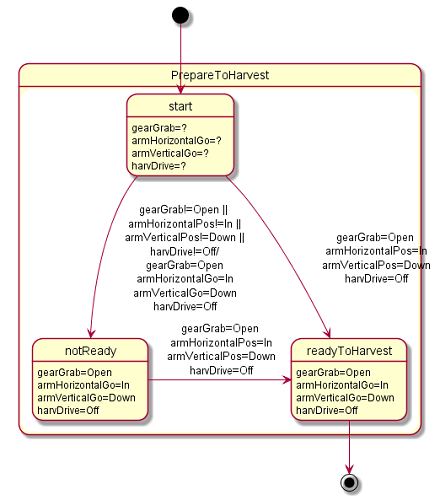 PrepareToHarvest
start
gearGrab=?
armHorizontalGo=?
armVerticalGo=?
harvDrive=?
gearGrab!=Open ||
armHorizontalPos!=In ||
armVerticalPos!=Down ||
harvDrive!=Off/
gearGrab=Open
armHorizontalGo=In
armVerticalGo=Down
harvDrive=Off
gearGrab=Open
armHorizontalPos=In
armVerticalPos=Down
harvDrive=Off
gearGrab=Open
armHorizontalPos=In
armVerticalPos=Down
harvDrive=Off
notReady
gearGrab=Open
armHorizontalGo=In
armVerticalGo=Down
harvDrive=Off
readyToHarvest
gearGrab=Open
armHorizontalGo=In
armVerticalGo=Down
harvDrive=Off